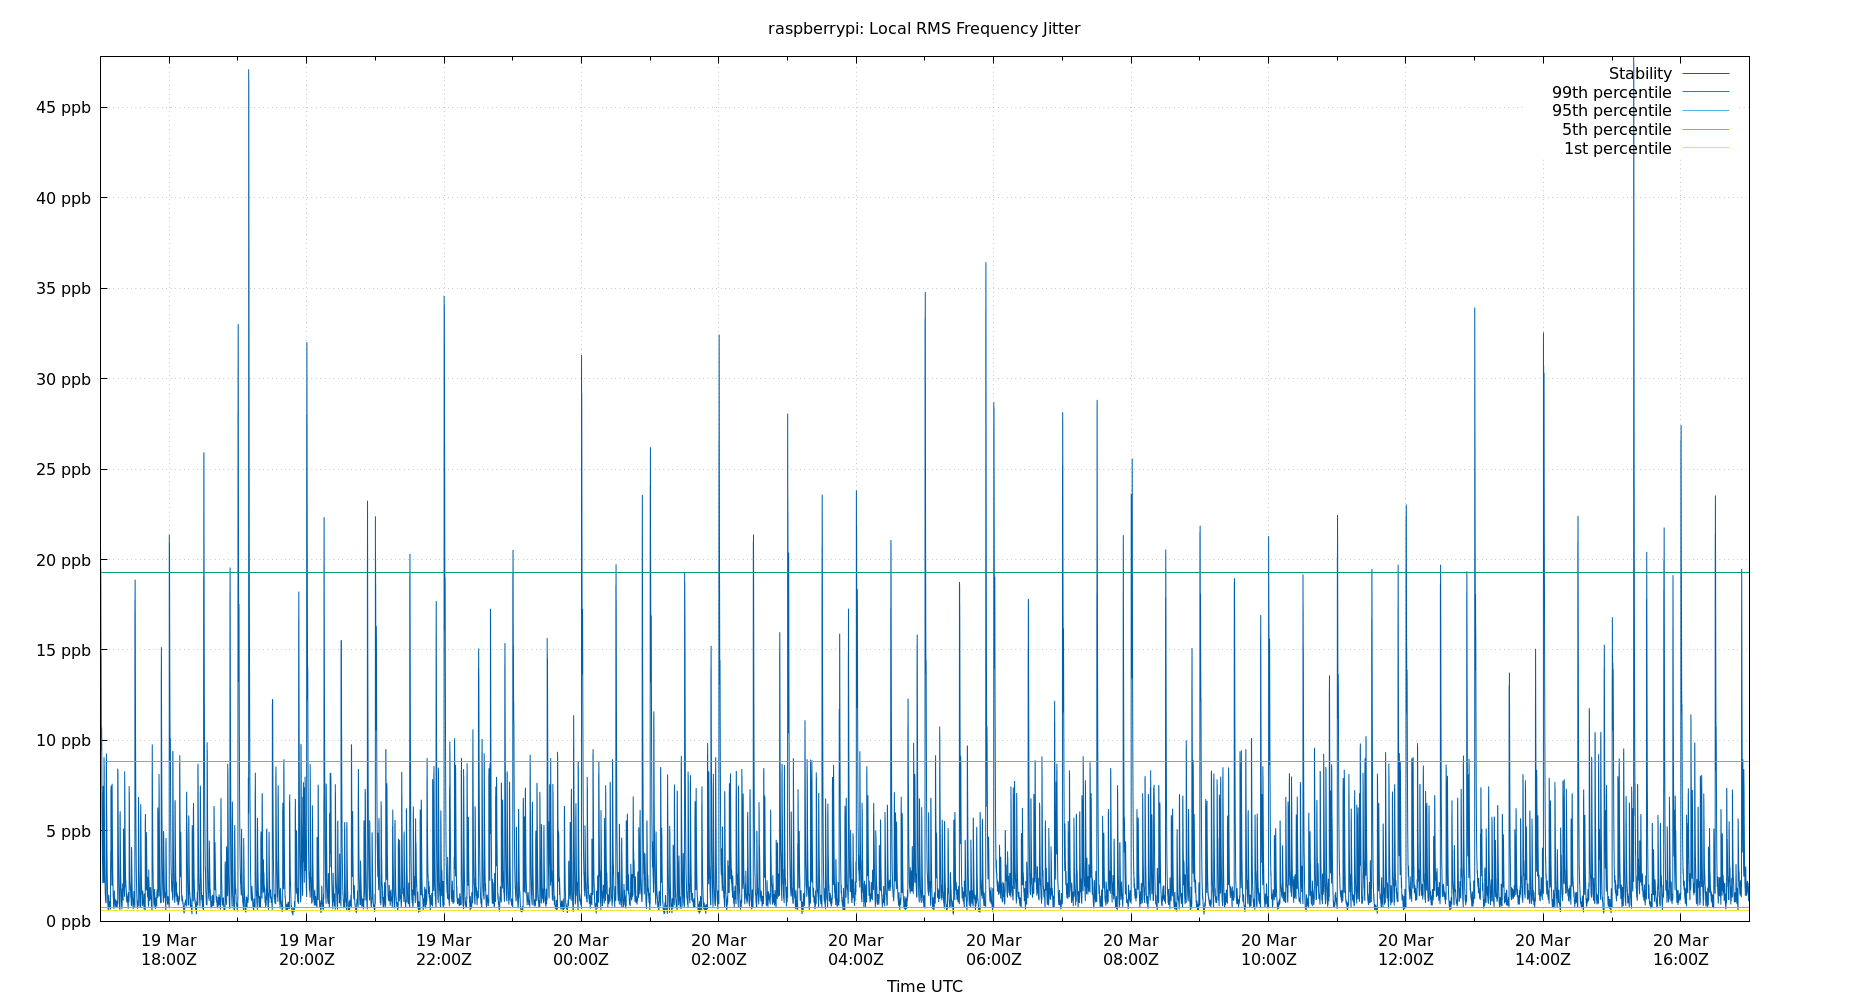 raspberrypi: Local RMS Frequency Jitter
Stability
99th percentile
95th percentile
5th percentile
1st percentile
45 ppb
40 ppb
35 ppb
30 ppb
25 ppb
20 ppb
15 ppb
10 ppb
5 ppb
0 ppb
19 Mar 19 Mar 19 Mar 20 Mar 20 Mar 20 Mar 20 Mar 20 Mar 20 Mar 20 Mar 20 Mar 20 Mar
18:00Z 20:00Z 22:00Z 00:00Z 02:00Z 04:00Z 06:00Z 08:00Z 10:00Z 12:00Z 14:00Z 16:00Z
Time UTC